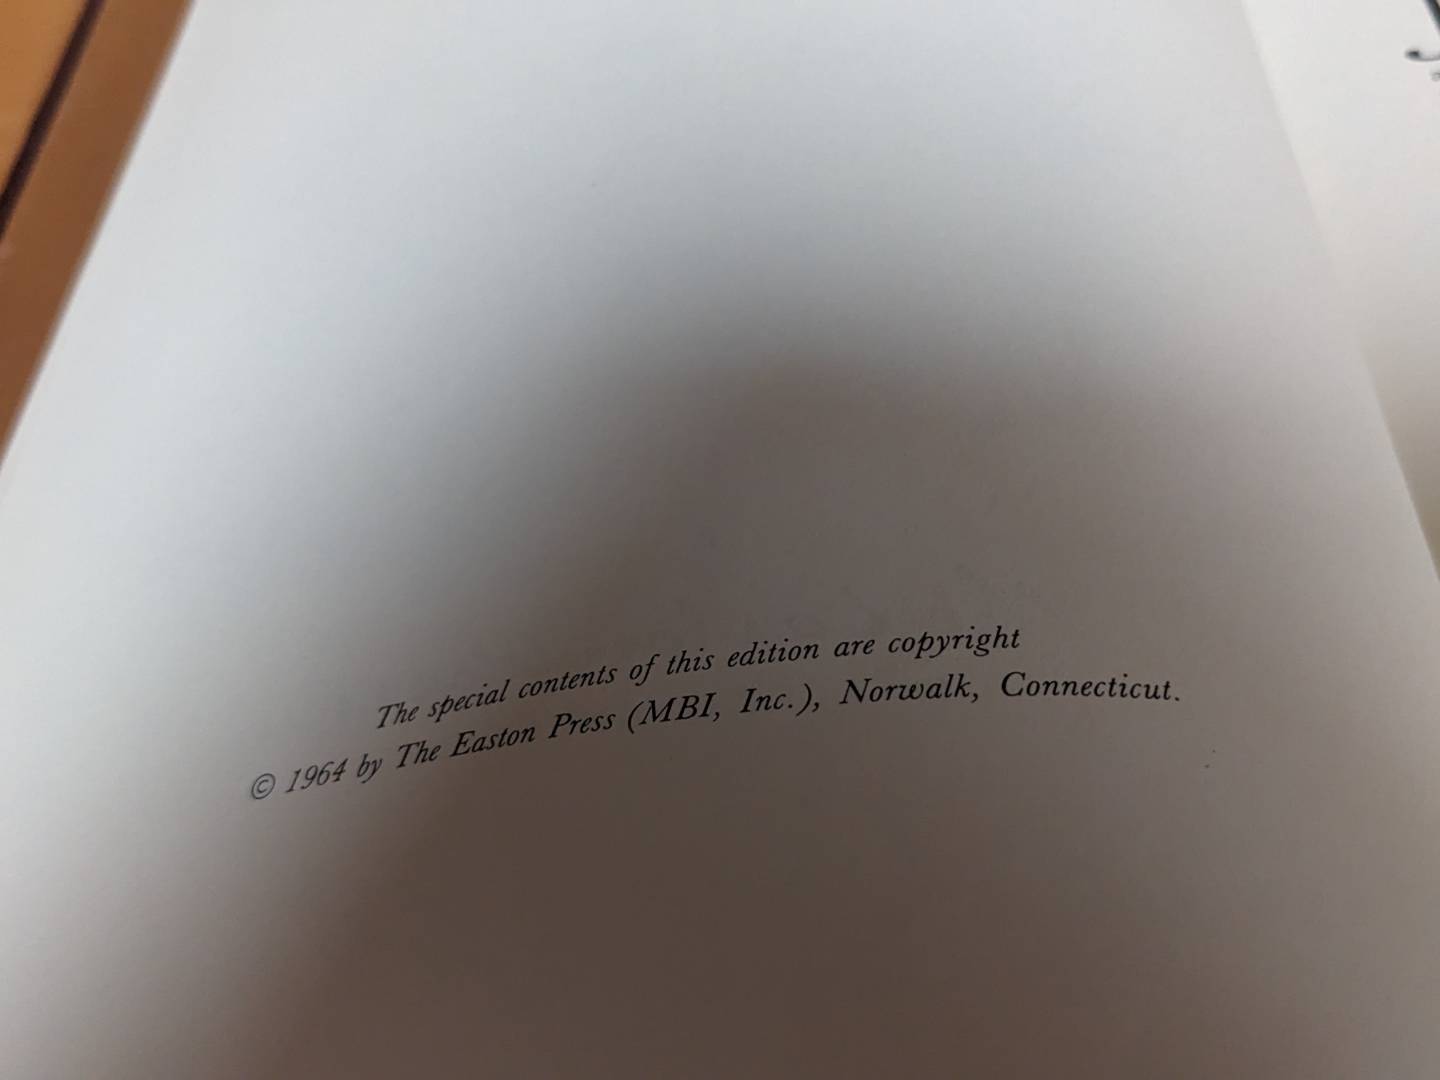 The special contents of this edition are copyright
© 1964 by The Easton Press (MBI, Inc.), Norwalk, Connecticut.